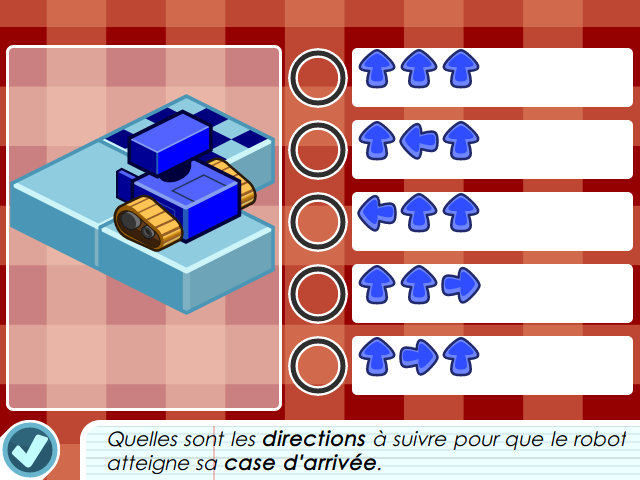 Quelles sont les directions à suivre pour que le robot
atteigne sa case d'arrivée.